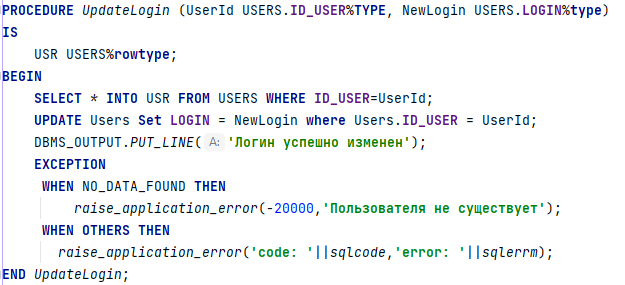 PROCEDURE UpdateLogin (UserId USERS.ID_USER%TYPE, NewLogin USERS.LOGIN%type)
IS
    USR USERS%rowtype;
BEGIN
    SELECT * INTO USR FROM USERS WHERE ID_USER=UserId;
    UPDATE Users Set LOGIN = NewLogin where Users.ID_USER = UserId;
    DBMS_OUTPUT.PUT_LINE( A: 'Логин успешно изменен');
    EXCEPTION
     WHEN NO_DATA_FOUND THEN
         raise_application_error(-20000,'Пользователя не существует');
     WHEN OTHERS THEN
       raise_application_error('code: '||sqlcode,'error: '||sqlerrm);
END UpdateLogin;